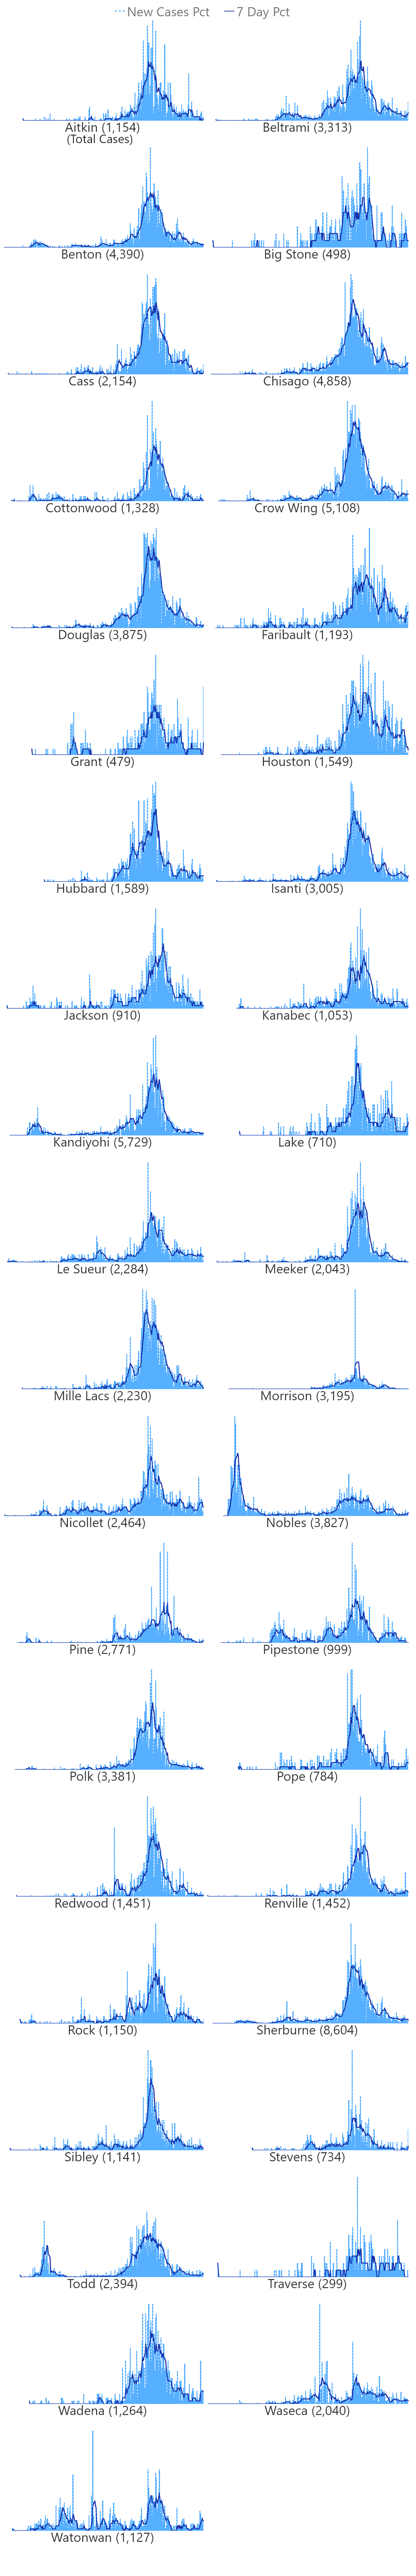 New Cases Pct 7 Day Pct
Aitkin (1,154) Beltrami (3,313)
(Total Cases)
Benton (4,390) Big Stone (498)
Cass (2,154) Chisago (4,858)
Cottonwood (1,328) Crow Wing (5,108)
Douglas (3,875) Faribault (1,193)
Grant (479) Houston (1,549)
Hubbard (1,589) Isanti (3,005)
Jackson (910) Kanabec (1,053)
Kandiyohi (5,729) Lake (710)
Le Sueur (2,284) Meeker (2,043)
Mille Lacs (2,230) Morrison (3,195)
Nicollet (2,464) Nobles (3,827)
Pine (2,771) Pipestone (999)
Polk (3,381) Pope (784)
Redwood (1,451) Renville (1,452)
Rock (1,150) Sherburne (8,604)
Sibley (1,141) Stevens (734)
Todd (2,394) Traverse (299)
Wadena (1,264) Waseca (2,040)
Watonwan (1,127)